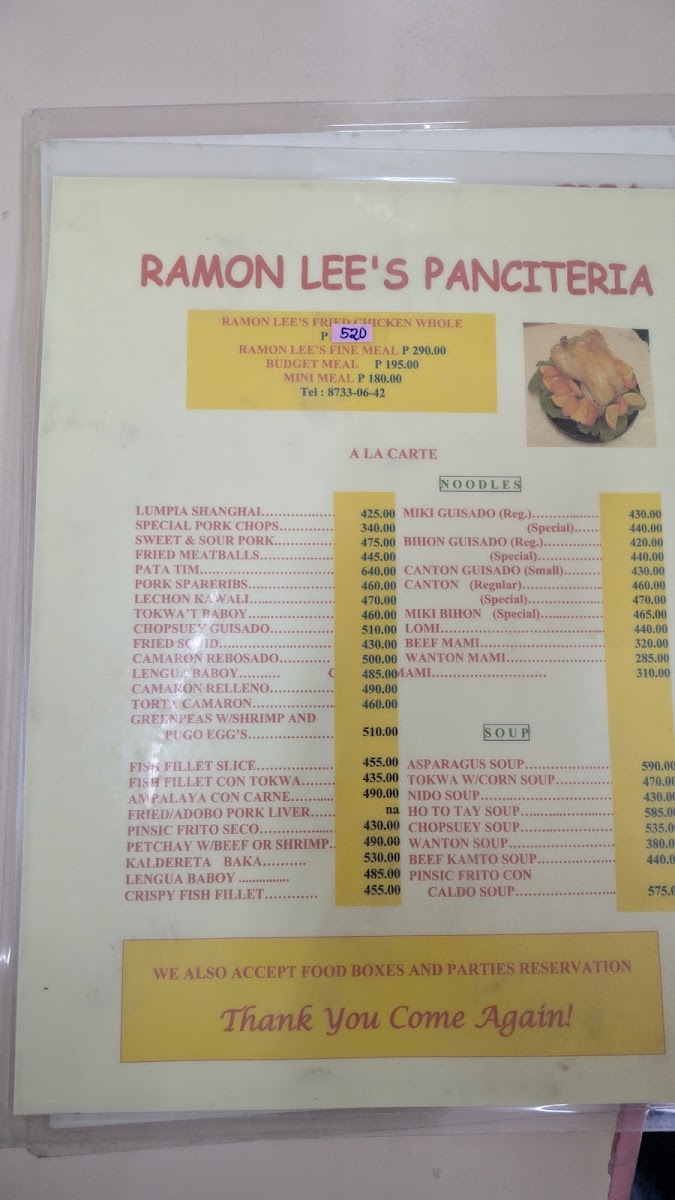 RAMON LEE'S PANCITERIA
RAMON LEE'S FRIED CHICKEN WHOLE
P 520
RAMON LEE'S FINE MEAL P 290.00
BUDGET MEAL P 195.00
MINI MEAL P 180.00
Tel : 8733-06-42
A LA CARTE
LUMPIA SHANGHAI 425.00
SPECIAL PORK CHOPS 340.00
SWEET & SOUR PORK 475.00
FRIED MEATBALLS 445.00
PATA TIM 640.00
PORK SPARERIBS 460.00
LECHON KAWALI 470.00
TOKWA'T BABOY 460.00
CHOPSUEY GUISADO 510.00
FRIED SQUID 430.00
CAMARON REBOSADO 500.00
LENGUA BABOY 485.00
CAMARON RELLENO 490.00
TORTA CAMARON 460.00
GREENPEAS W/SHRIMP AND
PUGO EGG'S 510.00
FISH FILLET SLICE 455.00
FISH FILLET CON TOKWA 435.00
AMPALAYA CON CARNE 490.00
FRIED/ADOBO PORK LIVER na
PINSIC FRITO SECO 430.00
PETCHAY W/BEEF OR SHRIMP 490.00
KALDERETA BAKA 530.00
LENGUA BABOY 485.00
CRISPY FISH FILLET 455.00
NOODLES
MIKI GUISADO (Reg.) 430.00
(Special) 440.00
BIHON GUISADO (Reg.) 420.00
(Special) 440.00
CANTON GUISADO (Small) 430.00
CANTON (Regular) 460.00
(Special) 470.00
MIKI BIHON (Special) 465.00
LOMI 440.00
BEEF MAMI 320.00
WANTON MAMI 285.00
MAMI 310.00
SOUP
ASPARAGUS SOUP 590.00
TOKWA W/CORN SOUP 470.00
NIDO SOUP 430.00
HO TO TAY SOUP 585.00
CHOPSUEY SOUP 535.00
WANTON SOUP 380.00
BEEF KAMTO SOUP 440.0
PINSIC FRITO CON
CALDO SOUP 575.0
WE ALSO ACCEPT FOOD BOXES AND PARTIES RESERVATION
Thank You Come Again!